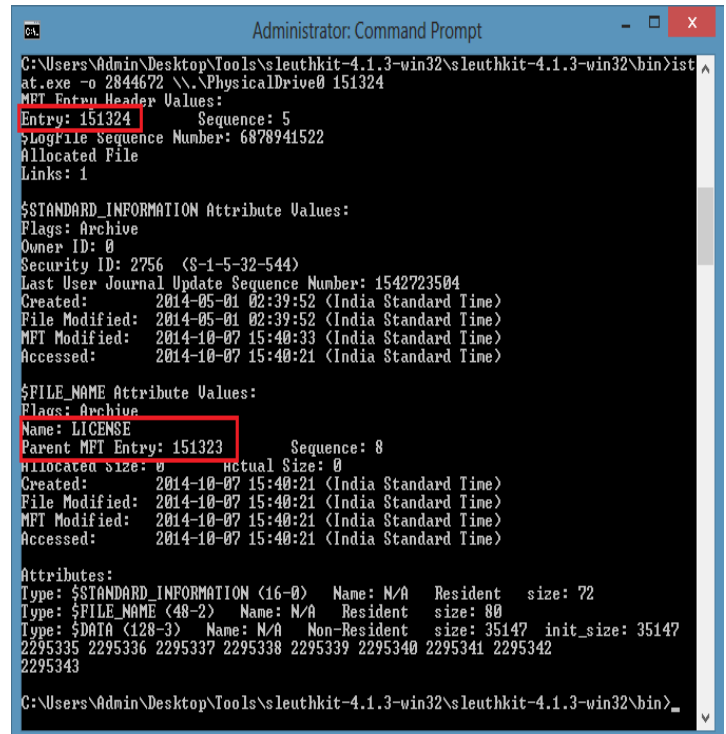 Administrator: Command Prompt
C:\Users\Admin\Desktop\Tools\sleuthkit-4.1.3-win32\sleuthkit-4.1.3-win32\bin>ist
at.exe -o 2844672 \\.\PhysicalDrive0 151324
MFT Entry Header Values:
Entry: 151324        Sequence: 5
$LogFile Sequence Number: 6878941522
Allocated File
Links: 1

$STANDARD_INFORMATION Attribute Values:
Flags: Archive
Owner ID: 0
Security ID: 2756  (S-1-5-32-544)
Last User Journal Update Sequence Number: 1542723504
Created:        2014-05-01 02:39:52 (India Standard Time)
File Modified:  2014-05-01 02:39:52 (India Standard Time)
MFT Modified:   2014-10-07 15:40:33 (India Standard Time)
Accessed:       2014-10-07 15:40:21 (India Standard Time)

$FILE_NAME Attribute Values:
Flags: Archive
Name: LICENSE
Parent MFT Entry: 151323        Sequence: 8
Allocated Size: 0       Actual Size: 0
Created:        2014-10-07 15:40:21 (India Standard Time)
File Modified:  2014-10-07 15:40:21 (India Standard Time)
MFT Modified:   2014-10-07 15:40:21 (India Standard Time)
Accessed:       2014-10-07 15:40:21 (India Standard Time)

Attributes:
Type: $STANDARD_INFORMATION (16-0)   Name: N/A   Resident   size: 72
Type: $FILE_NAME (48-2)   Name: N/A   Resident   size: 80
Type: $DATA (128-3)   Name: N/A   Non-Resident   size: 35147  init_size: 35147
2295335 2295336 2295337 2295338 2295339 2295340 2295341 2295342
2295343

C:\Users\Admin\Desktop\Tools\sleuthkit-4.1.3-win32\sleuthkit-4.1.3-win32\bin>_